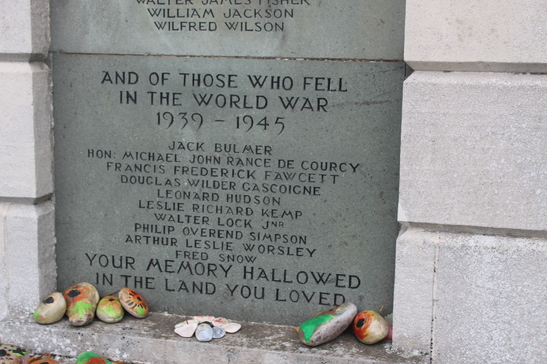 WALTER JAMES FISHER
WILLIAM JACKSON
WILFRED WILSON
AND OF THOSE WHO FELL
IN THE WORLD WAR
1939 - 1945
JACK BULMER
HON: MICHAEL JOHN RANCE DE COURCY
FRANCIS FREDERICK FAWCETT
DOUGLAS WILDER GASCOIGNE
LEONARD HUDSON
LESLIE RICHARD KEMP
WALTER LOCK JNR
PHILIP OVEREND SIMPSON
ARTHUR LESLIE WORSLEY
FRED SNOW
YOUR MEMORY HALLOWED
IN THE LAND YOU LOVED